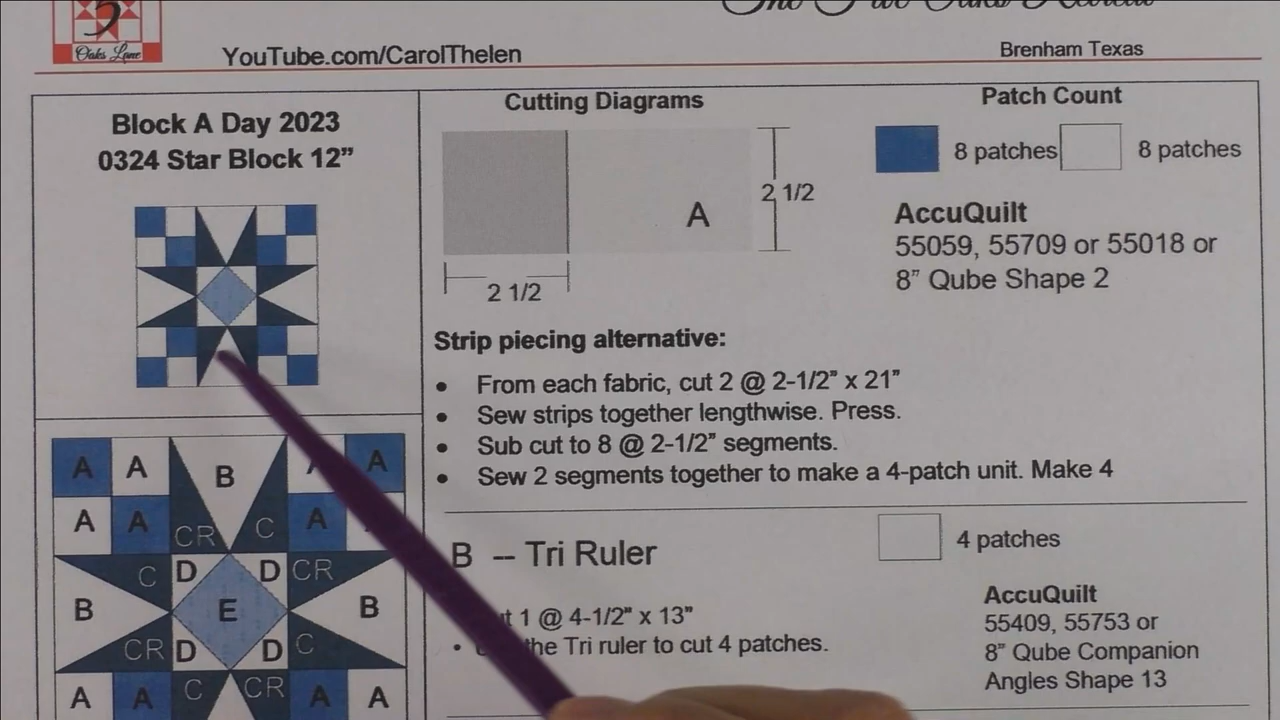 5
Oaks Lane
YouTube.com/CarolThelen
Brenham Texas
Block A Day 2023
0324 Star Block 12”
Cutting Diagrams
A
2 1/2
2 1/2
Patch Count
8 patches
8 patches
AccuQuilt
55059, 55709 or 55018 or
8” Qube Shape 2
Strip piecing alternative:
• From each fabric, cut 2 @ 2-1/2” x 21”
• Sew strips together lengthwise. Press.
• Sub cut to 8 @ 2-1/2” segments.
• Sew 2 segments together to make a 4-patch unit. Make 4
A A B A
A A CR C A
C D D CR
B E B
CR D D C
A A C CR A A
B -- Tri Ruler
4 patches
1 @ 4-1/2” x 13”
• the Tri ruler to cut 4 patches.
AccuQuilt
55409, 55753 or
8” Qube Companion
Angles Shape 13